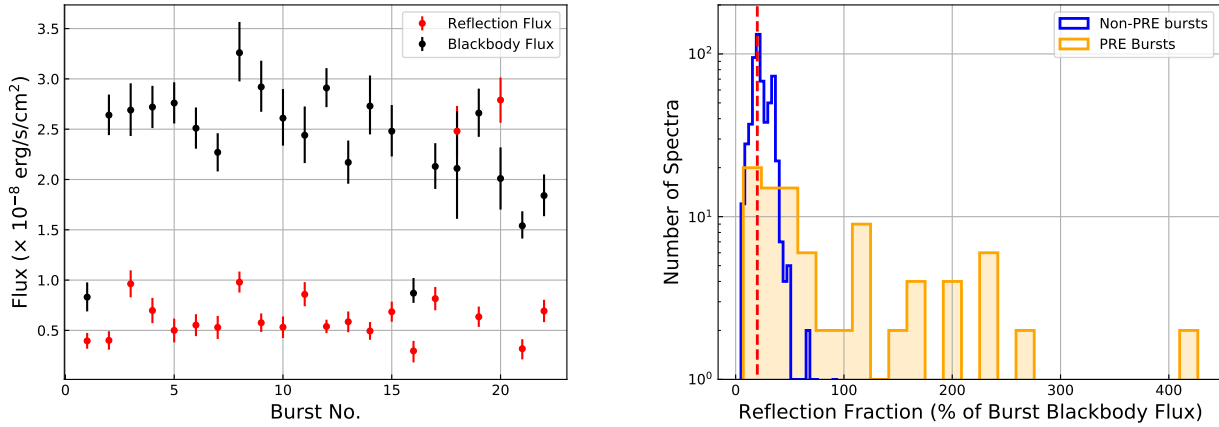 3.5
3.0
2.5
2.0
1.5
1.0
0.5
0
5
10
15
20
Flux (× 10⁻⁸ erg/s/cm²)
Burst No.
Reflection Flux
Blackbody Flux
10²
10¹
10⁰
0
100
200
300
400
Number of Spectra
Reflection Fraction (% of Burst Blackbody Flux)
Non-PRE bursts
PRE Bursts